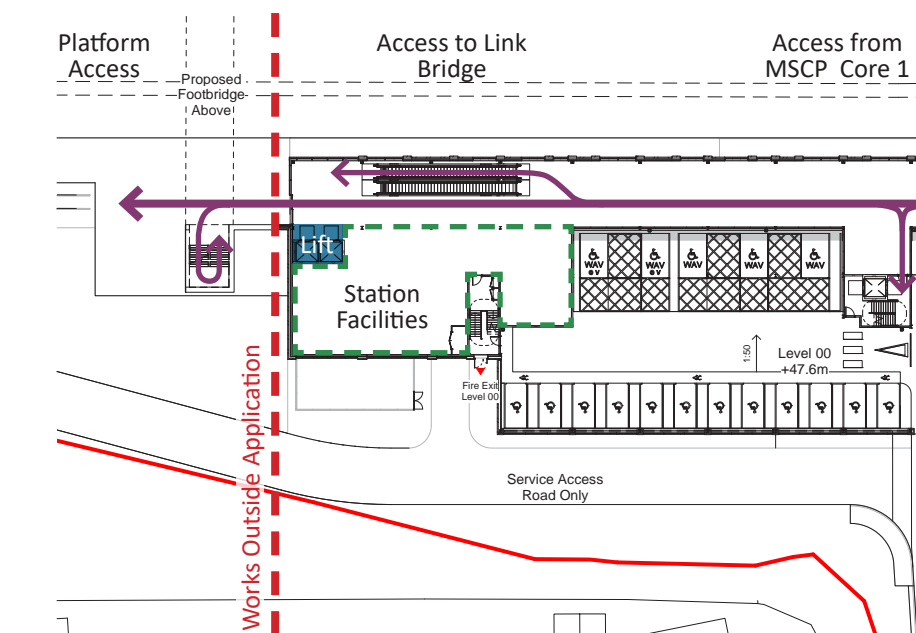 Platform
Access
Access to Link
Bridge
Access from
MSCP Core 1
Proposed
Footbridge
Above
Lift
Station
Facilities
WAV
WAV
WAV
WAV
1:50
Level 00
+47.6m
Fire Exit
Level 00
Service Access
Road Only
Works Outside Application